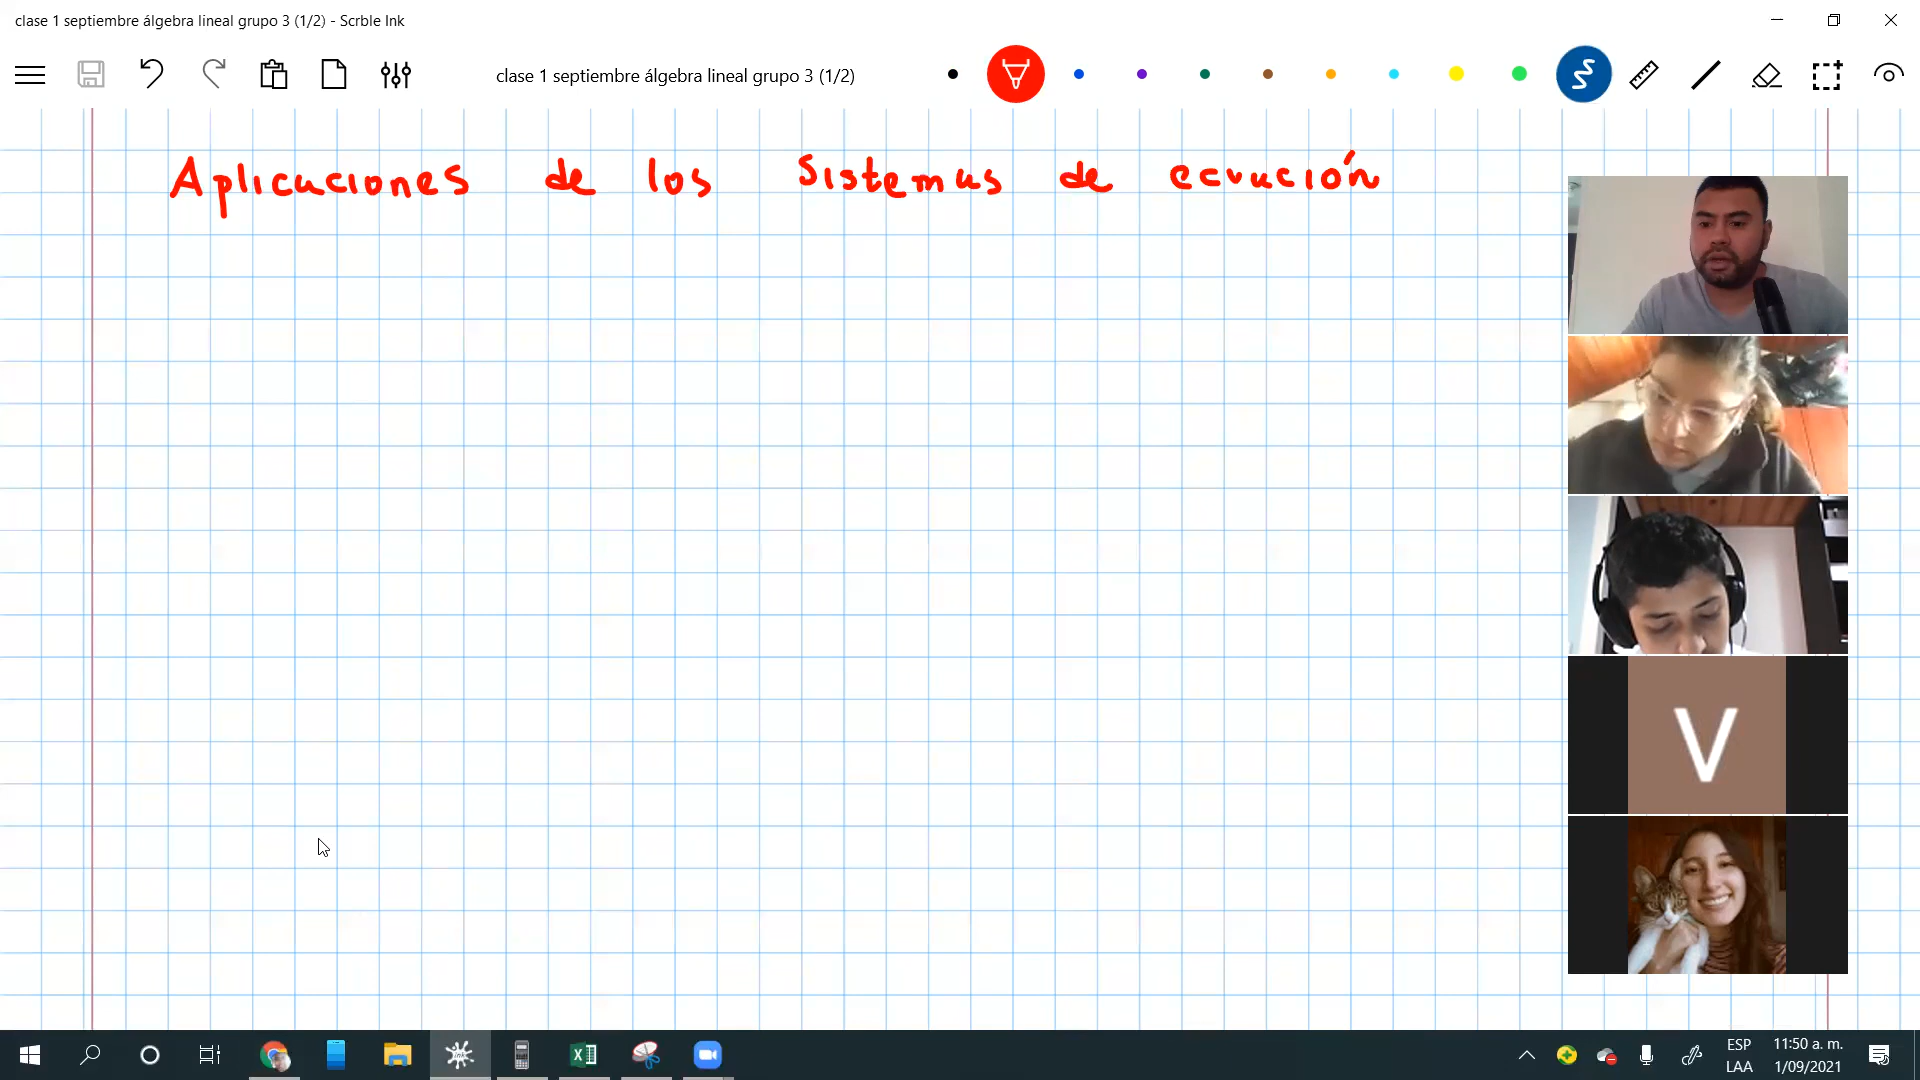 clase 1 septiembre álgebra lineal grupo 3 (1/2) - Scrble Ink
clase 1 septiembre álgebra lineal grupo 3 (1/2)
Aplicaciones de los Sistemas de ecuación
V
ESP
LAA
11:50 a. m.
1/09/2021